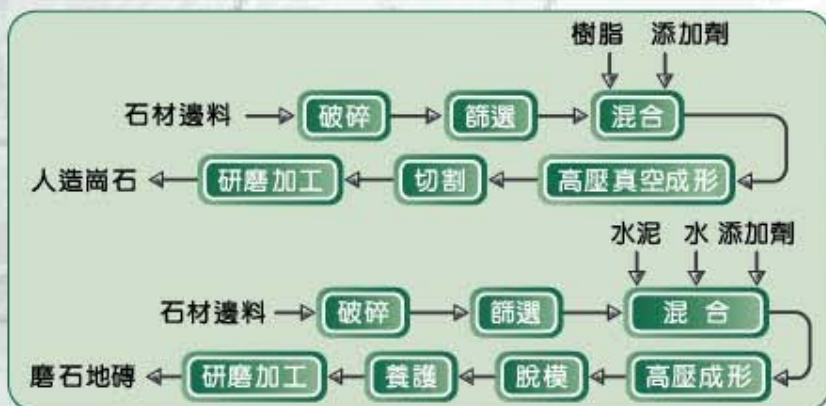 樹脂 添加劑
石材邊料 破碎 篩選 混合
人造崗石 研磨加工 切割 高壓真空成形
水泥 水 添加劑
石材邊料 破碎 篩選 混合
磨石地磚 研磨加工 養護 脫模 高壓成形